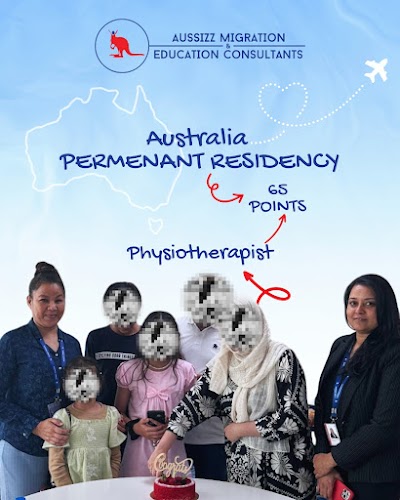 AUSSIZZ MIGRATION
&
EDUCATION CONSULTANTS
Australia
PERMENANT RESIDENCY
65
POINTS
Physiotherapist